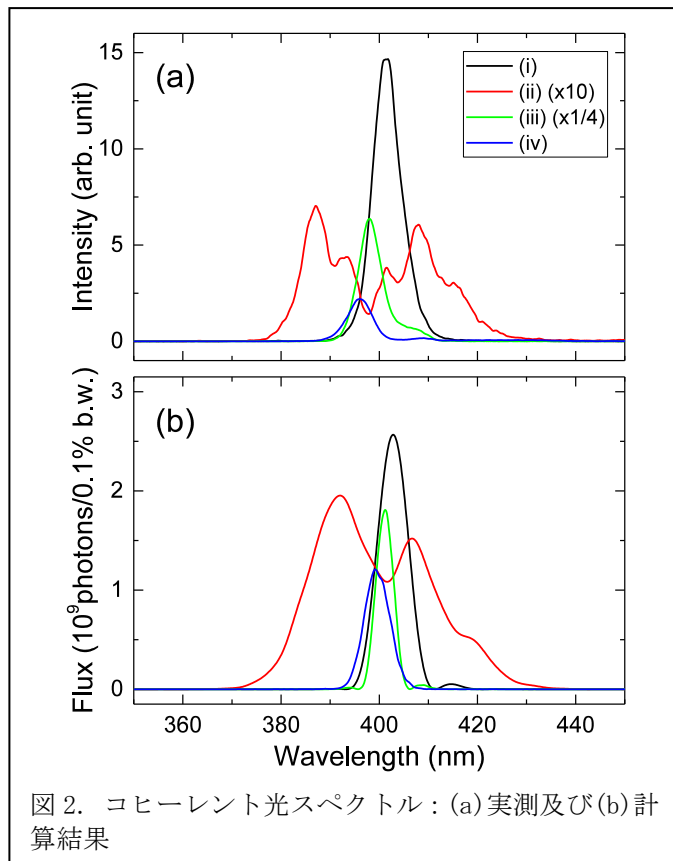 (a)
(i)
(ii) (x10)
(iii) (x1/4)
(iv)
15
10
5
0
Intensity (arb. unit)
(b)
3
2
1
0
Flux (10⁹photons/0.1% b.w.)
360 380 400 420 440
Wavelength (nm)
図 2. コヒーレント光スペクトル：(a)実測及び(b)計
算結果